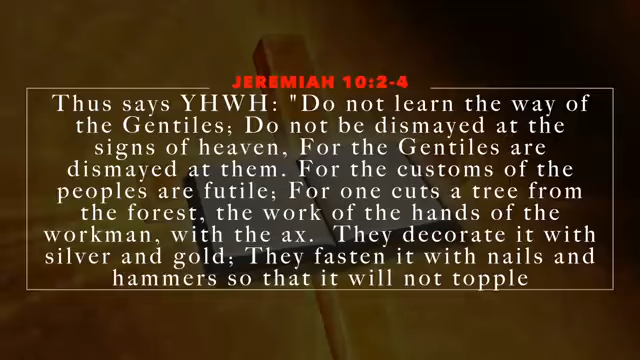 JEREMIAH 10:2-4
Thus says YHWH: "Do not learn the way of
the Gentiles; Do not be dismayed at the
signs of heaven, For the Gentiles are
dismayed at them. For the customs of the
peoples are futile; For one cuts a tree from
the forest, the work of the hands of the
workman, with the ax. They decorate it with
silver and gold; They fasten it with nails and
hammers so that it will not topple